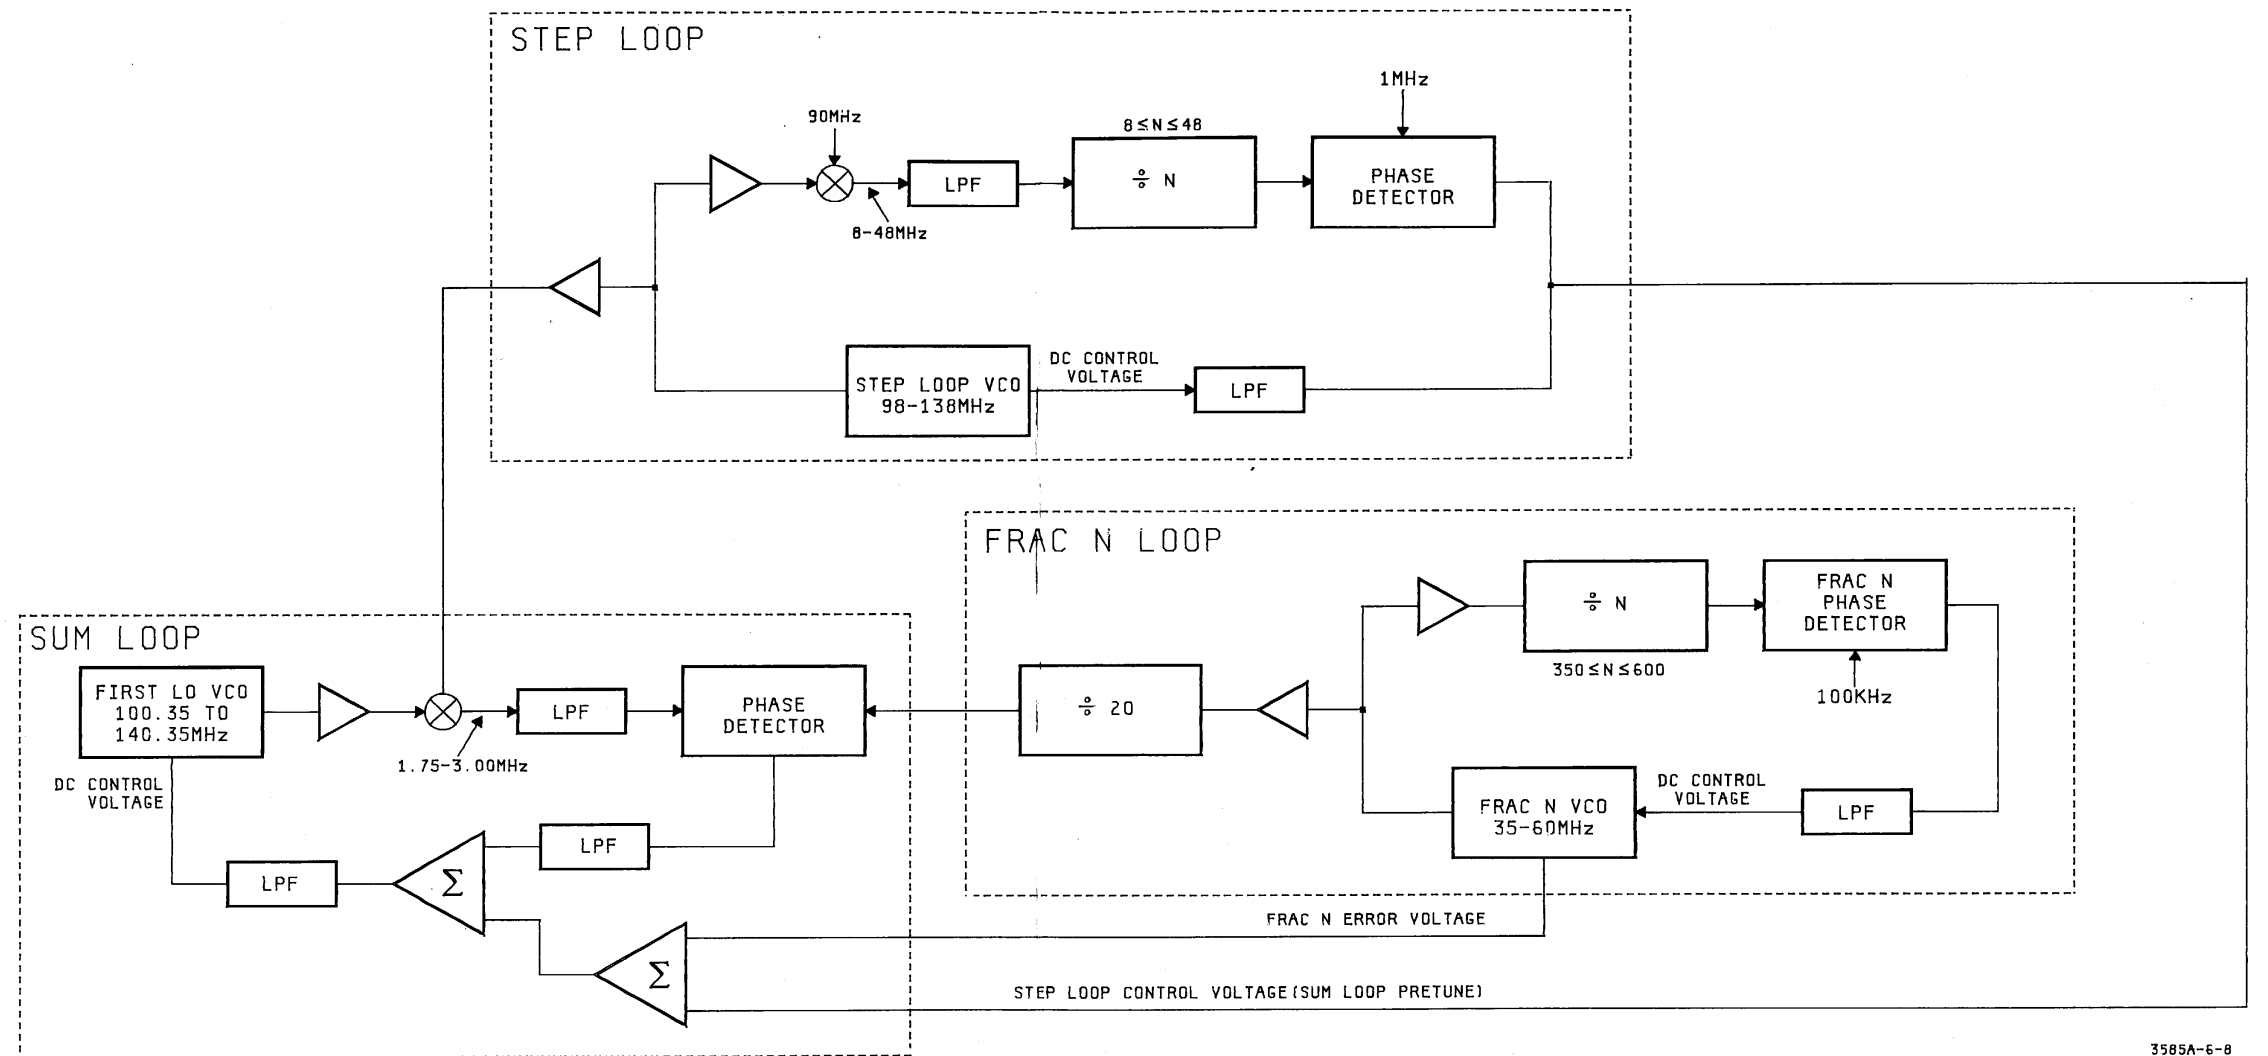 STEP LOOP
1MHz
90MHz
8≤N≤48
LPF
÷ N
PHASE
DETECTOR
8-48MHz
STEP LOOP VCO
98-138MHz
DC CONTROL
VOLTAGE
LPF
FRAC N LOOP
÷ N
350≤N≤600
FRAC N
PHASE
DETECTOR
100KHz
÷ 20
FRAC N VCO
35-60MHz
DC CONTROL
VOLTAGE
LPF
SUM LOOP
FIRST LO VCO
100.35 TO
140.35MHz
LPF
PHASE
DETECTOR
1.75-3.00MHz
DC CONTROL
VOLTAGE
LPF
LPF
Σ
Σ
FRAC N ERROR VOLTAGE
STEP LOOP CONTROL VOLTAGE(SUM LOOP PRETUNE)
3585A-6-8